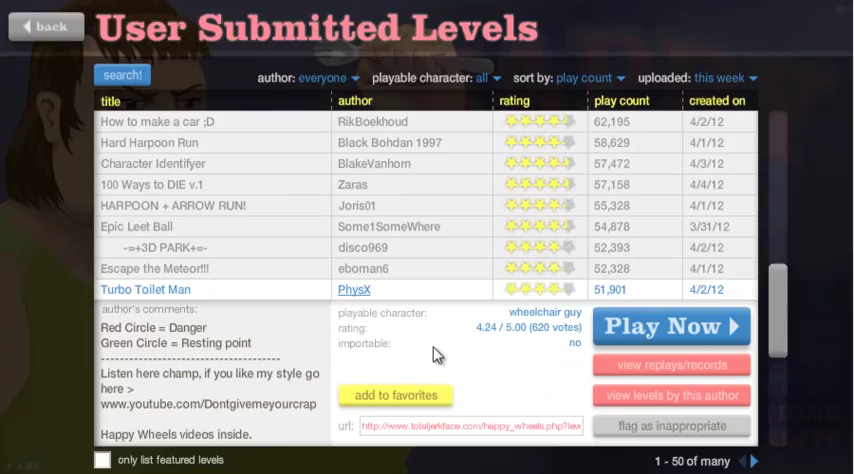 back
User Submitted Levels
search!
author: everyone playable character: all sort by: play count uploaded: this week
title author rating play count created on
How to make a car ;D RikBoekhoud 62,195 4/2/12
Hard Harpoon Run Black Bohdan 1997 58,629 4/1/12
Character Identifyer BlakeVanhorn 57,472 4/3/12
100 Ways to DIE v.1 Zaras 57,158 4/4/12
HARPOON + ARROW RUN! Joris01 55,328 4/1/12
Epic Leet Ball Some1SomeWhere 54,878 3/31/12
-=+3D PARK+=- disco969 52,393 4/2/12
Escape the Meteor!!! eboman6 52,328 4/1/12
Turbo Toilet Man PhysX 51,901 4/2/12
author's comments:
Red Circle = Danger
Green Circle = Resting point
-----------------------------------
Listen here champ, if you like my style go
here >
www.youtube.com/Dontgivemeyourcrap
Happy Wheels videos inside.
playable character: wheelchair guy
rating: 4.24 / 5.00 (620 votes)
importable: no
add to favorites
url: http://www.totaljerkface.com/happy_wheels.php?lev
Play Now
view replays/records
view levels by this author
flag as inappropriate
only list featured levels
1 - 50 of many